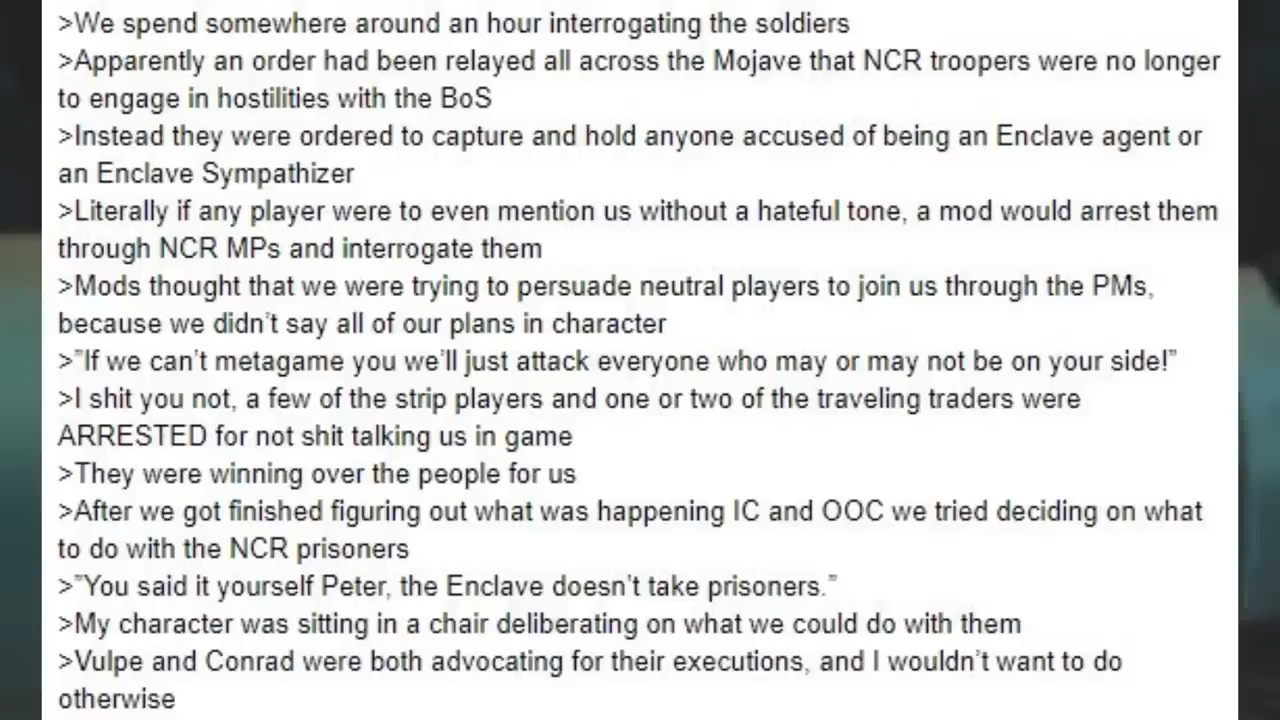 >We spend somewhere around an hour interrogating the soldiers
>Apparently an order had been relayed all across the Mojave that NCR troopers were no longer
to engage in hostilities with the BoS
>Instead they were ordered to capture and hold anyone accused of being an Enclave agent or
an Enclave Sympathizer
>Literally if any player were to even mention us without a hateful tone, a mod would arrest them
through NCR MPs and interrogate them
>Mods thought that we were trying to persuade neutral players to join us through the PMs,
because we didn't say all of our plans in character
>"If we can't metagame you we'll just attack everyone who may or may not be on your side!"
>I shit you not, a few of the strip players and one or two of the traveling traders were
ARRESTED for not shit talking us in game
>They were winning over the people for us
>After we got finished figuring out what was happening IC and OOC we tried deciding on what
to do with the NCR prisoners
>"You said it yourself Peter, the Enclave doesn't take prisoners."
>My character was sitting in a chair deliberating on what we could do with them
>Vulpe and Conrad were both advocating for their executions, and I wouldn't want to do
otherwise